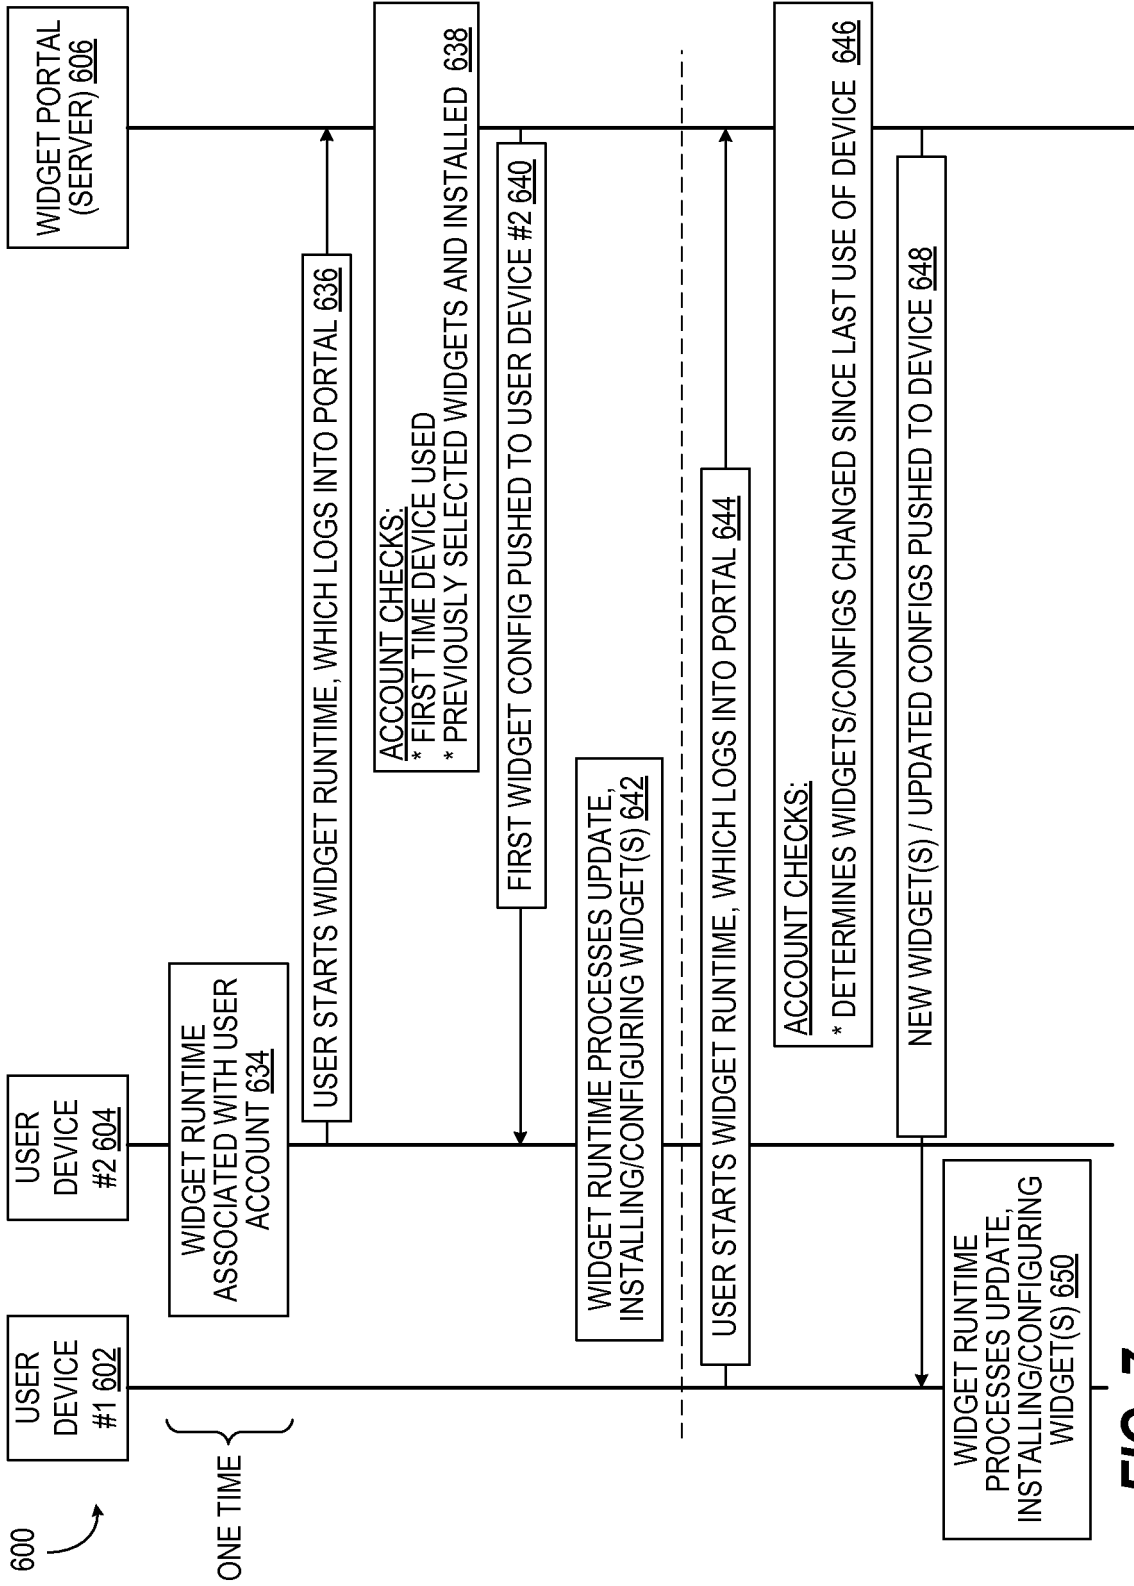 600
USER
DEVICE
#1 602
USER
DEVICE
#2 604
WIDGET PORTAL
(SERVER) 606
ONE TIME
WIDGET RUNTIME
ASSOCIATED WITH USER
ACCOUNT 634
USER STARTS WIDGET RUNTIME, WHICH LOGS INTO PORTAL 636
ACCOUNT CHECKS:
* FIRST TIME DEVICE USED
* PREVIOUSLY SELECTED WIDGETS AND INSTALLED 638
FIRST WIDGET CONFIG PUSHED TO USER DEVICE #2 640
WIDGET RUNTIME PROCESSES UPDATE,
INSTALLING/CONFIGURING WIDGET(S) 642
USER STARTS WIDGET RUNTIME, WHICH LOGS INTO PORTAL 644
ACCOUNT CHECKS:
* DETERMINES WIDGETS/CONFIGS CHANGED SINCE LAST USE OF DEVICE 646
NEW WIDGET(S) / UPDATED CONFIGS PUSHED TO DEVICE 648
WIDGET RUNTIME
PROCESSES UPDATE,
INSTALLING/CONFIGURING
WIDGET(S) 650
FIG. 7